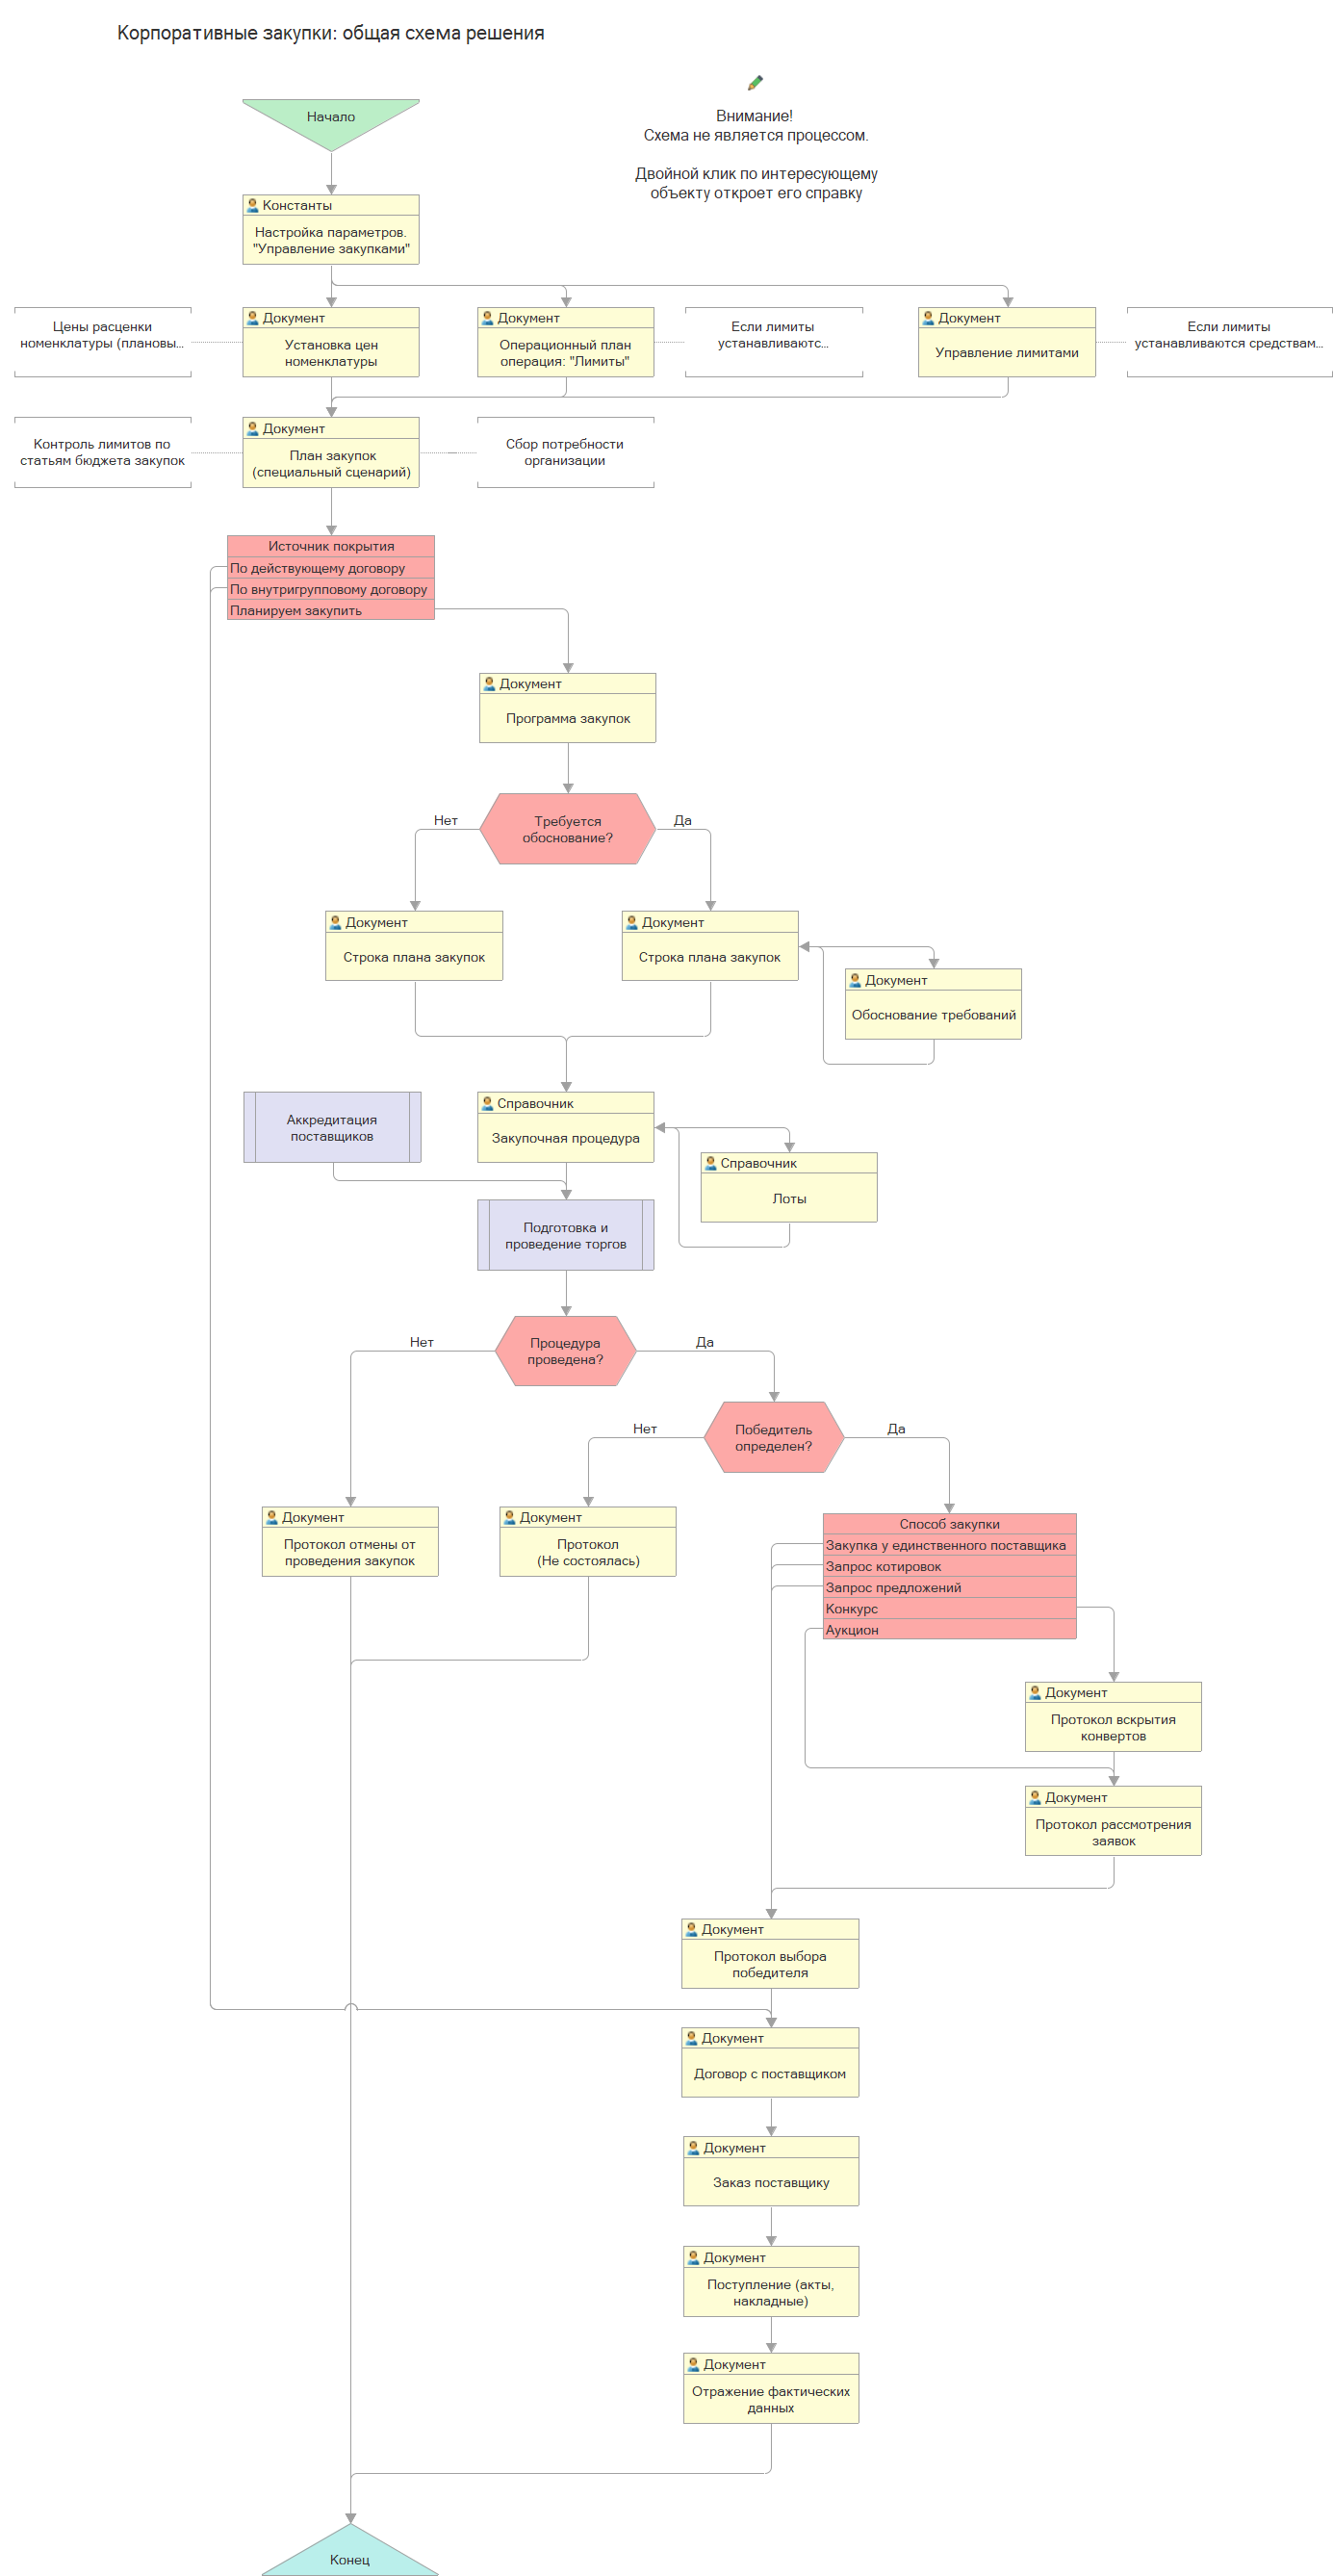 Корпоративные закупки: общая схема решения
Внимание!
Схема не является процессом.
Двойной клик по интересующему
объекту откроет его справку
Начало
Константы
Настройка параметров.
"Управление закупками"
Цены расценки
номенклатуры (плановы...
Документ
Установка цен
номенклатуры
Документ
Операционный план
операция: "Лимиты"
Если лимиты
устанавливаютс...
Документ
Управление лимитами
Если лимиты
устанавливаются средствам...
Контроль лимитов по
статьям бюджета закупок
Документ
План закупок
(специальный сценарий)
Сбор потребности
организации
Источник покрытия
По действующему договору
По внутригрупповому договору
Планируем закупить
Документ
Программа закупок
Нет
Требуется
обоснование?
Да
Документ
Строка плана закупок
Документ
Строка плана закупок
Документ
Обоснование требований
Аккредитация
поставщиков
Справочник
Закупочная процедура
Справочник
Лоты
Подготовка и
проведение торгов
Нет
Процедура
проведена?
Да
Нет
Победитель
определен?
Да
Документ
Протокол отмены от
проведения закупок
Документ
Протокол
(Не состоялась)
Способ закупки
Закупка у единственного поставщика
Запрос котировок
Запрос предложений
Конкурс
Аукцион
Документ
Протокол вскрытия
конвертов
Документ
Протокол рассмотрения
заявок
Документ
Протокол выбора
победителя
Документ
Договор с поставщиком
Документ
Заказ поставщику
Документ
Поступление (акты,
накладные)
Документ
Отражение фактических
данных
Конец